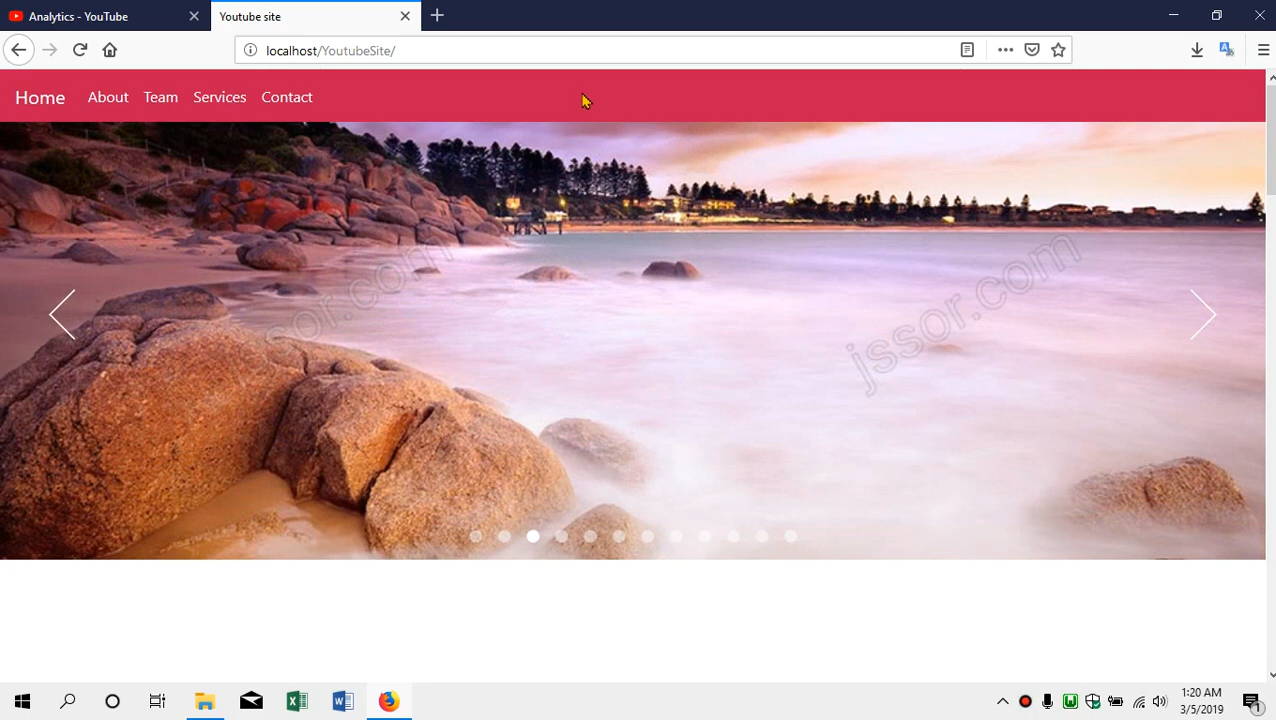 Analytics - YouTube
Youtube site
localhost/YoutubeSite/
Home About Team Services Contact
jssor.com
jssor.com
1:20 AM
3/5/2019
1